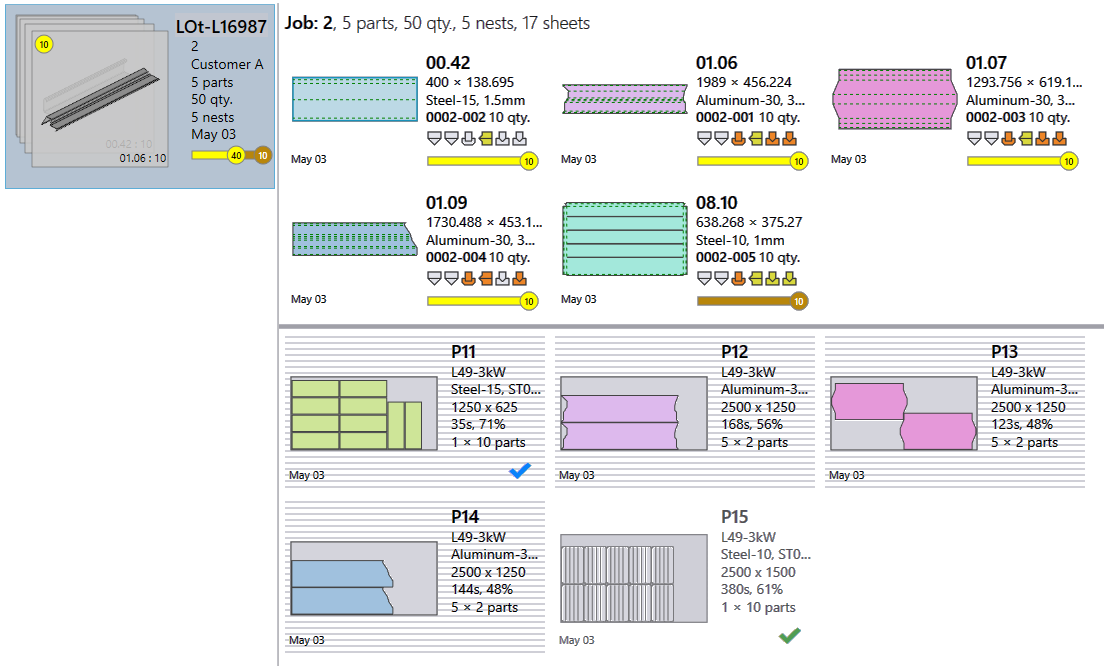 10
LOt-L16987
2
Customer A
5 parts
50 qty.
5 nests
May 03
00.42 : 10
01.06 : 10
40
10
Job: 2, 5 parts, 50 qty., 5 nests, 17 sheets
00.42
400 × 138.695
Steel-15, 1.5mm
0002-002 10 qty.
May 03
10
01.06
1989 × 456.224
Aluminum-30, 3...
0002-001 10 qty.
May 03
10
01.07
1293.756 × 619.1...
Aluminum-30, 3...
0002-003 10 qty.
May 03
10
01.09
1730.488 × 453.1...
Aluminum-30, 3...
0002-004 10 qty.
May 03
10
08.10
638.268 × 375.27
Steel-10, 1mm
0002-005 10 qty.
May 03
10
P11
L49-3kW
Steel-15, ST0...
1250 x 625
35s, 71%
1 × 10 parts
May 03
P12
L49-3kW
Aluminum-3...
2500 x 1250
168s, 56%
5 × 2 parts
May 03
P13
L49-3kW
Aluminum-3...
2500 x 1250
123s, 48%
5 × 2 parts
May 03
P14
L49-3kW
Aluminum-3...
2500 x 1250
144s, 48%
5 × 2 parts
May 03
P15
L49-3kW
Steel-10, ST0...
2500 x 1500
380s, 61%
1 × 10 parts
May 03